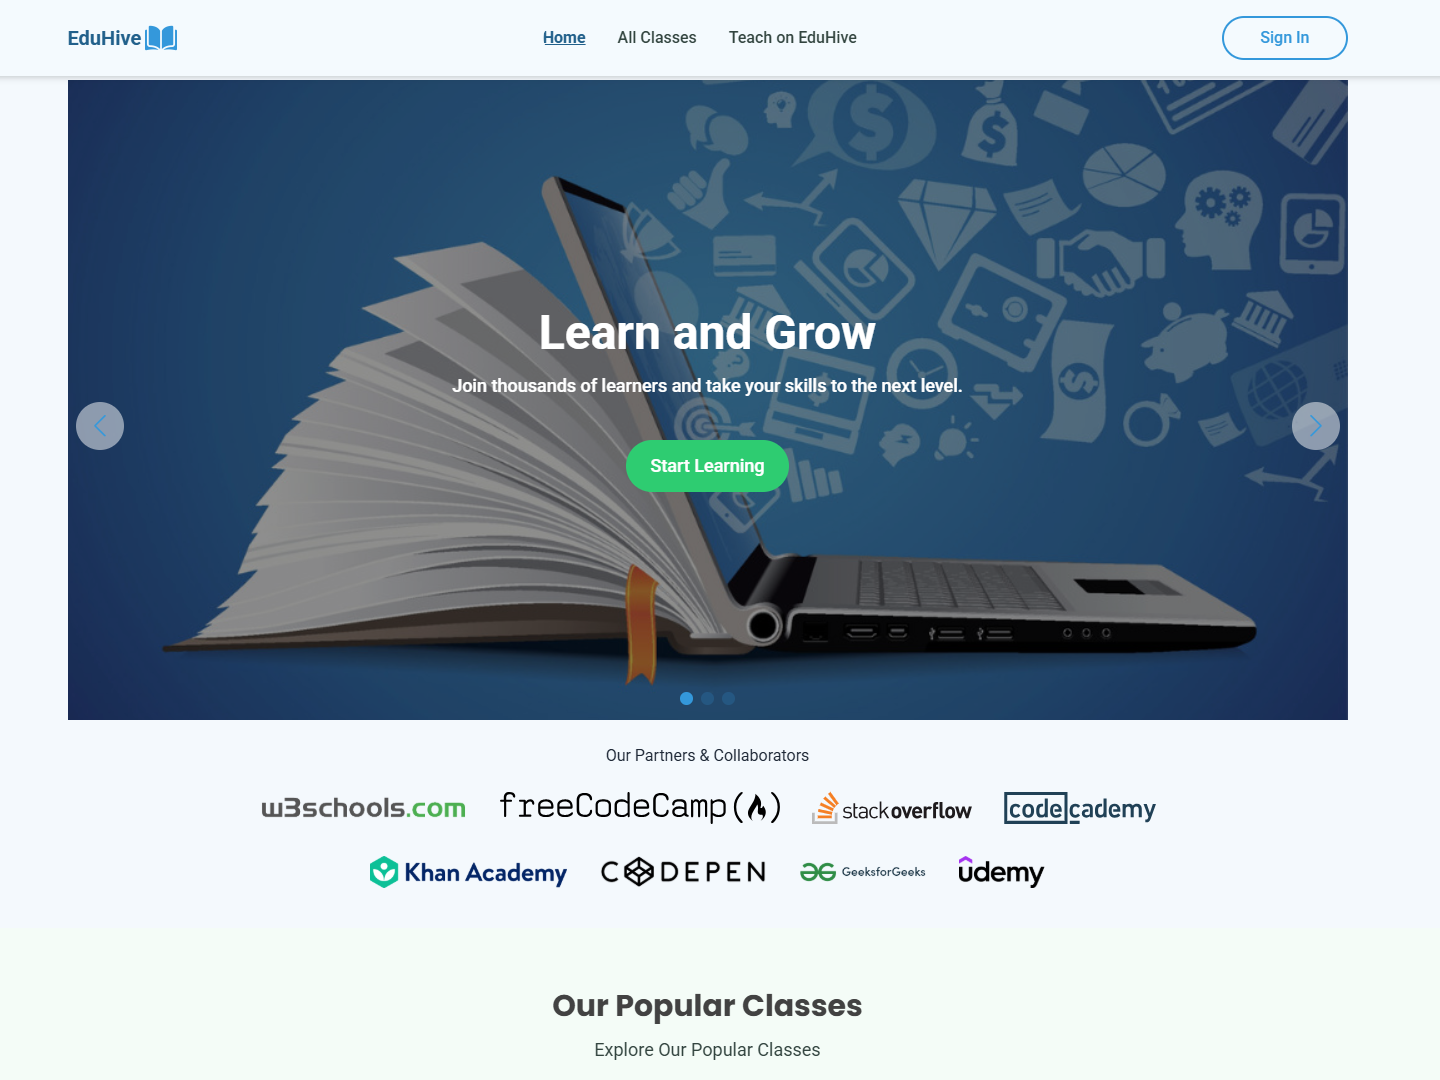 EduHive
Home
All Classes
Teach on EduHive
Sign In
Learn and Grow
Join thousands of learners and take your skills to the next level.
Start Learning
Our Partners & Collaborators
w3schools.com
freeCodeCamp(🔥)
stackoverflow
codecademy
Khan Academy
CODEPEN
GeeksforGeeks
udemy
Our Popular Classes
Explore Our Popular Classes